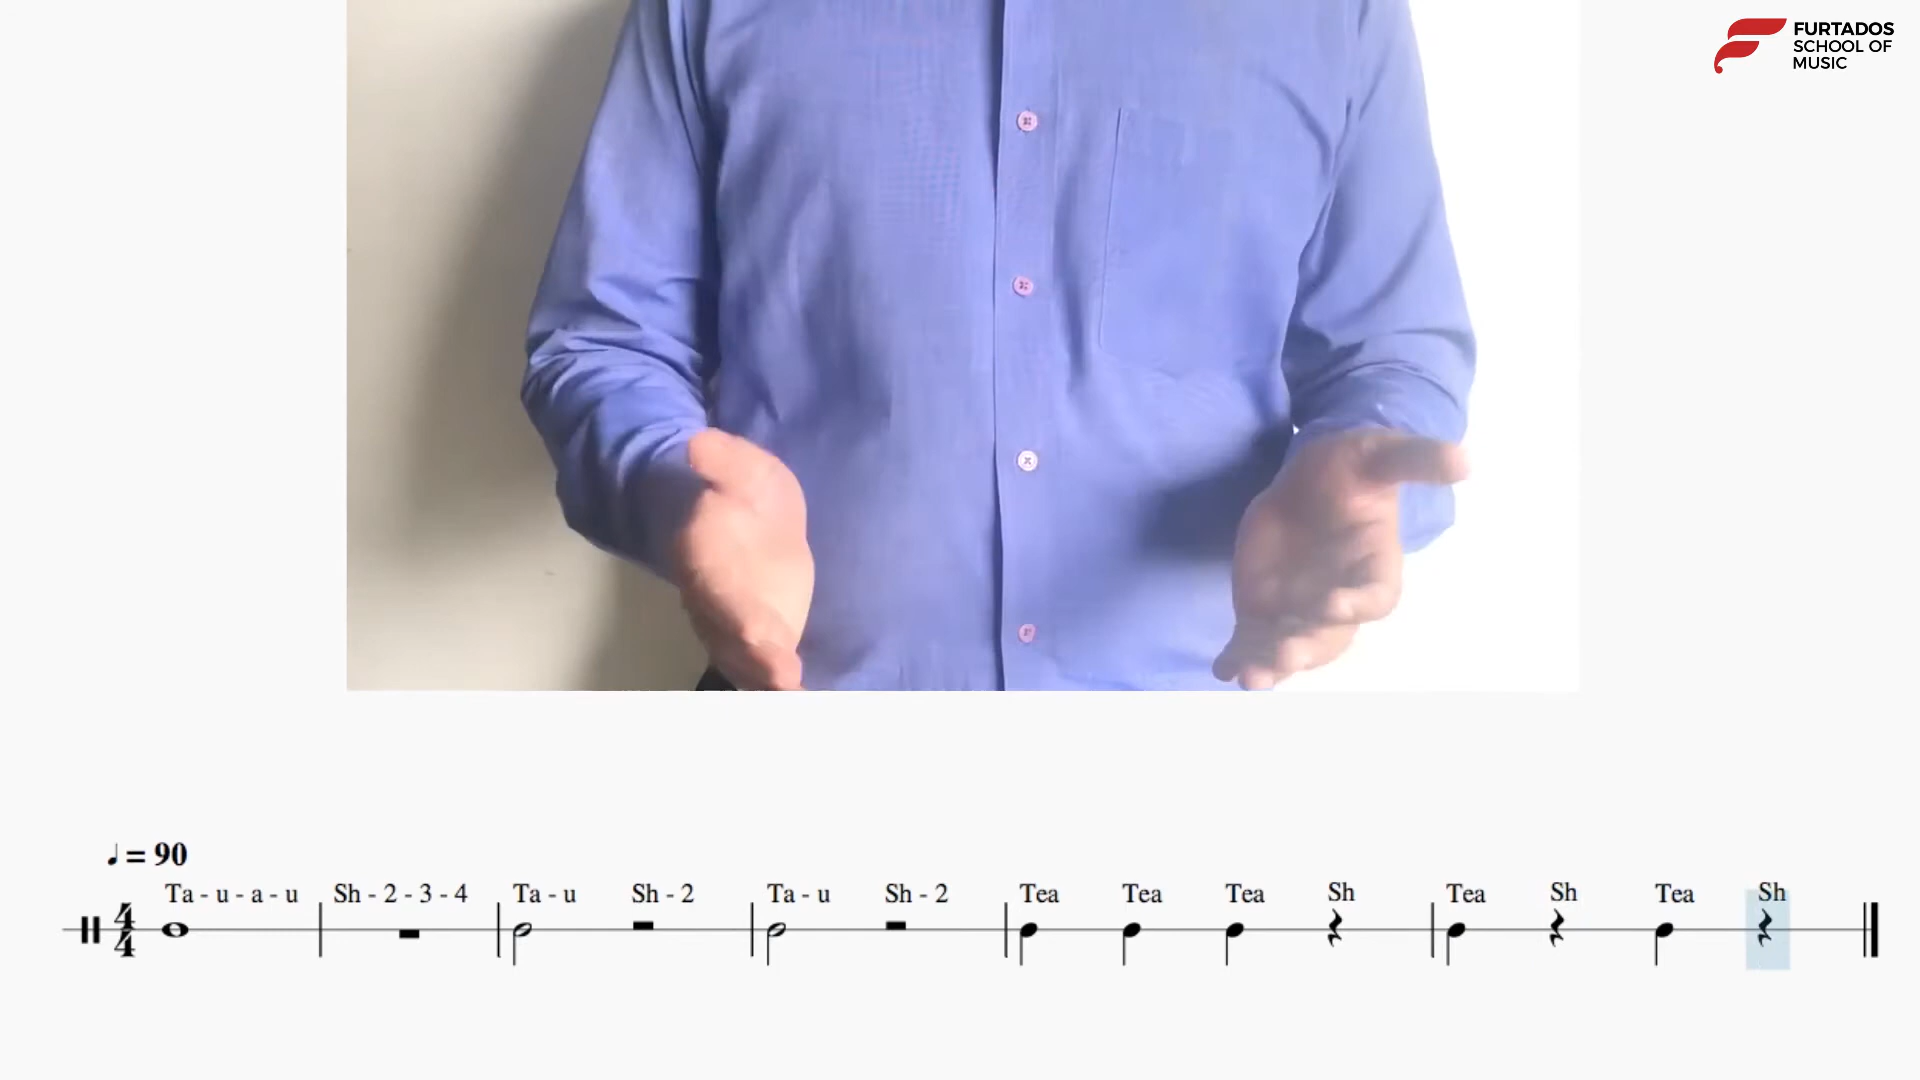 FURTADOS
SCHOOL OF
MUSIC
♩ = 90
Ta - u - a - u Sh - 2 - 3 - 4 Ta - u Sh - 2 Ta - u Sh - 2 Tea Tea Tea Sh Tea Sh Tea Sh
4
4